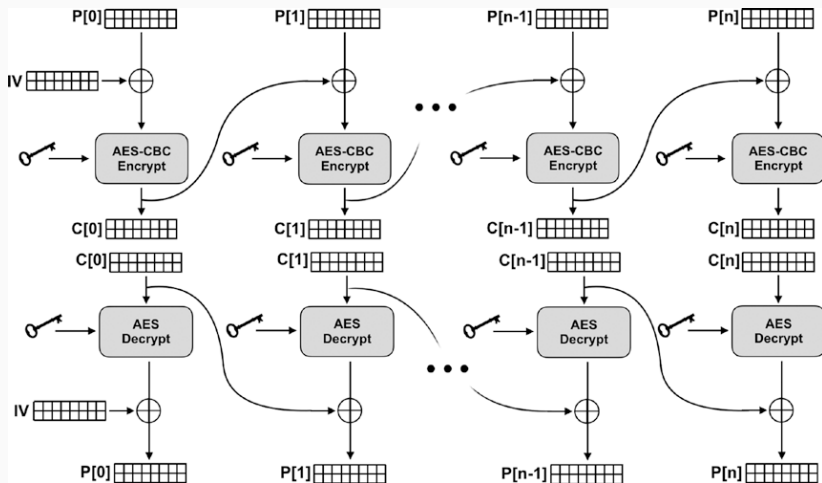 P[0] P[1] P[n-1] P[n]
IV
AES-CBC Encrypt AES-CBC Encrypt AES-CBC Encrypt AES-CBC Encrypt
C[0] C[1] C[n-1] C[n]
C[0] C[1] C[n-1] C[n]
AES Decrypt AES Decrypt AES Decrypt AES Decrypt
IV
P[0] P[1] P[n-1] P[n]